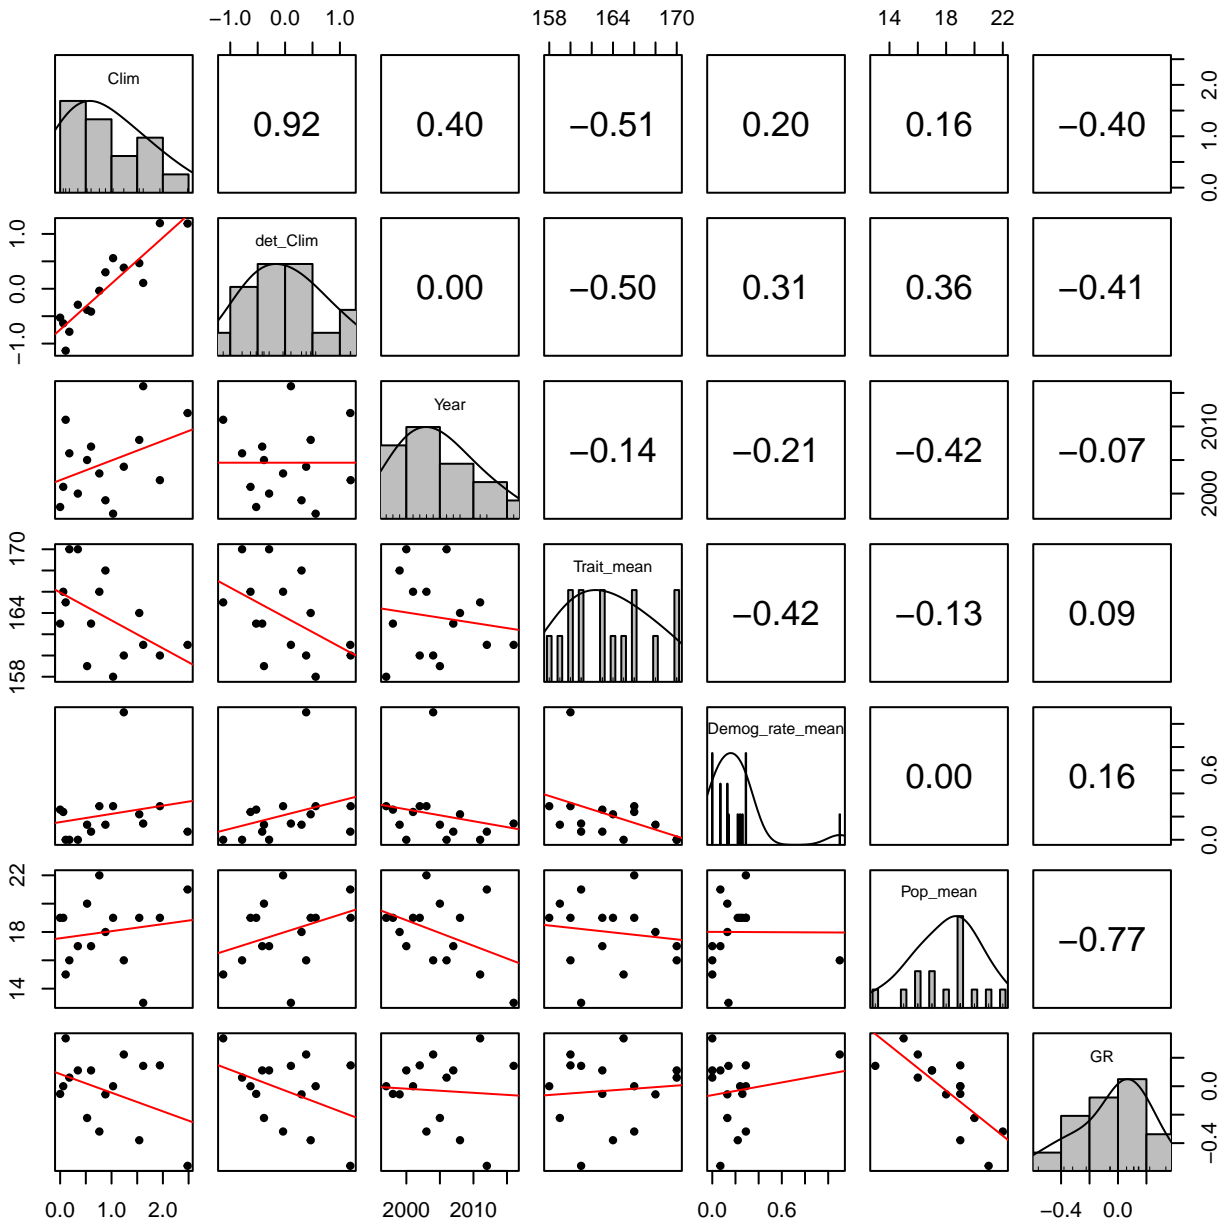 −1.0 0.0 1.0 158 164 170 14 18 22
Clim
0.92 0.40 −0.51 0.20 0.16 −0.40
0.0 1.0 2.0
−1.0 0.0 1.0
det_Clim
0.00 −0.50 0.31 0.36 −0.41
Year
−0.14 −0.21 −0.42 −0.07
2000 2010
158 164 170
Trait_mean
−0.42 −0.13 0.09
Demog_rate_mean
0.00 0.16
0.0 0.6
14 18 22
Pop_mean
−0.77
GR
−0.4 0.0
0.0 1.0 2.0 2000 2010 0.0 0.6 −0.4 0.0